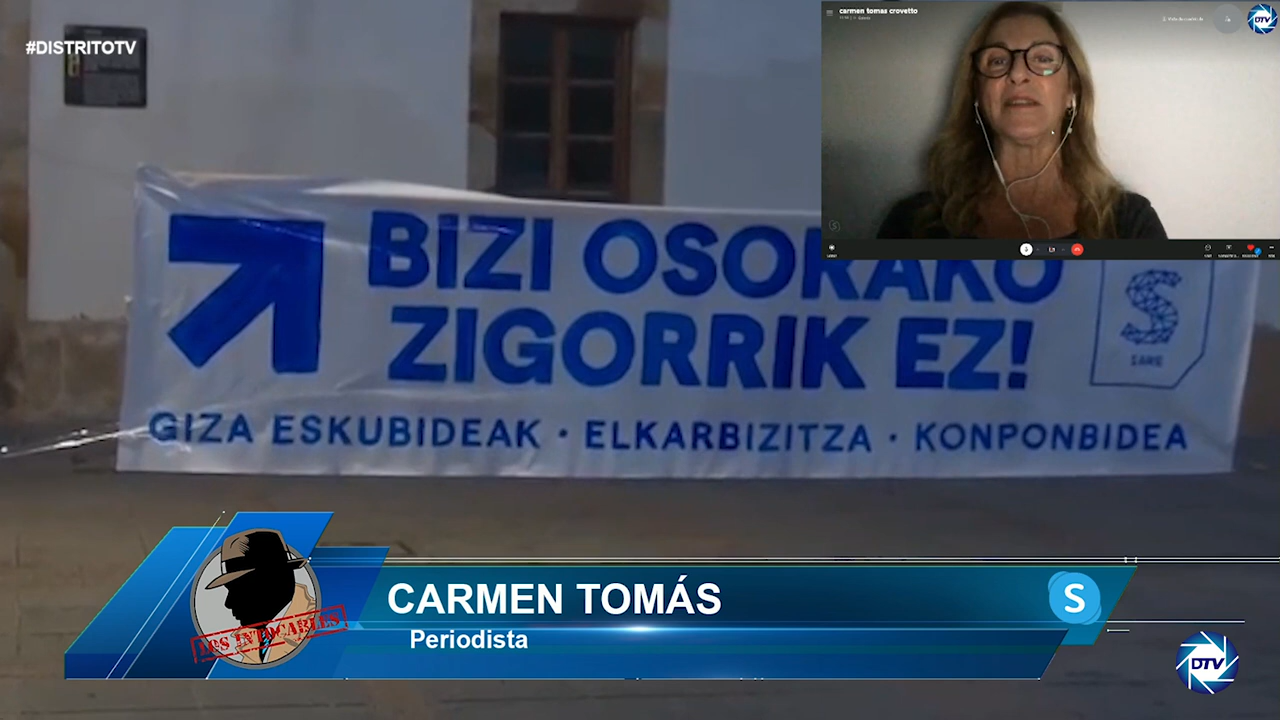 #DISTRITOTV
carmen tomas crovetto
DTV
BIZI OSORAKO
ZIGORRIK EZ!
S
SARE
GIZA ESKUBIDEAK · ELKARBIZITZA · KONPONBIDEA
LOS INTOCABLES
CARMEN TOMÁS
S
Periodista
DTV